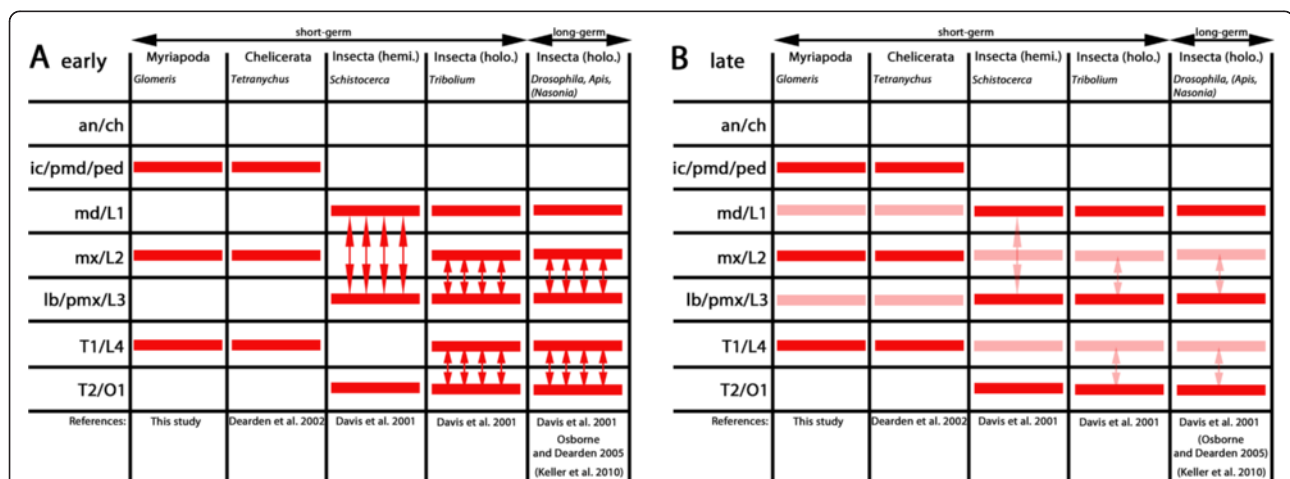 short-germ long-germ
A early Myriapoda Chelicerata Insecta (hemi.) Insecta (holo.) Insecta (holo.)
Glomeris Tetranychus Schistocerca Tribolium Drosophila, Apis,
(Nasonia)
an/ch
ic/pmd/ped
md/L1
mx/L2
lb/pmx/L3
T1/L4
T2/O1
References: This study Dearden et al. 2002 Davis et al. 2001 Davis et al. 2001 Davis et al. 2001
Osborne
and Dearden 2005
(Keller et al. 2010)
short-germ long-germ
B late Myriapoda Chelicerata Insecta (hemi.) Insecta (holo.) Insecta (holo.)
Glomeris Tetranychus Schistocerca Tribolium Drosophila, (Apis,
Nasonia)
an/ch
ic/pmd/ped
md/L1
mx/L2
lb/pmx/L3
T1/L4
T2/O1
References: This study Dearden et al. 2002 Davis et al. 2001 Davis et al. 2001 Davis et al. 2001
(Osborne
and Dearden 2005)
(Keller et al. 2010)